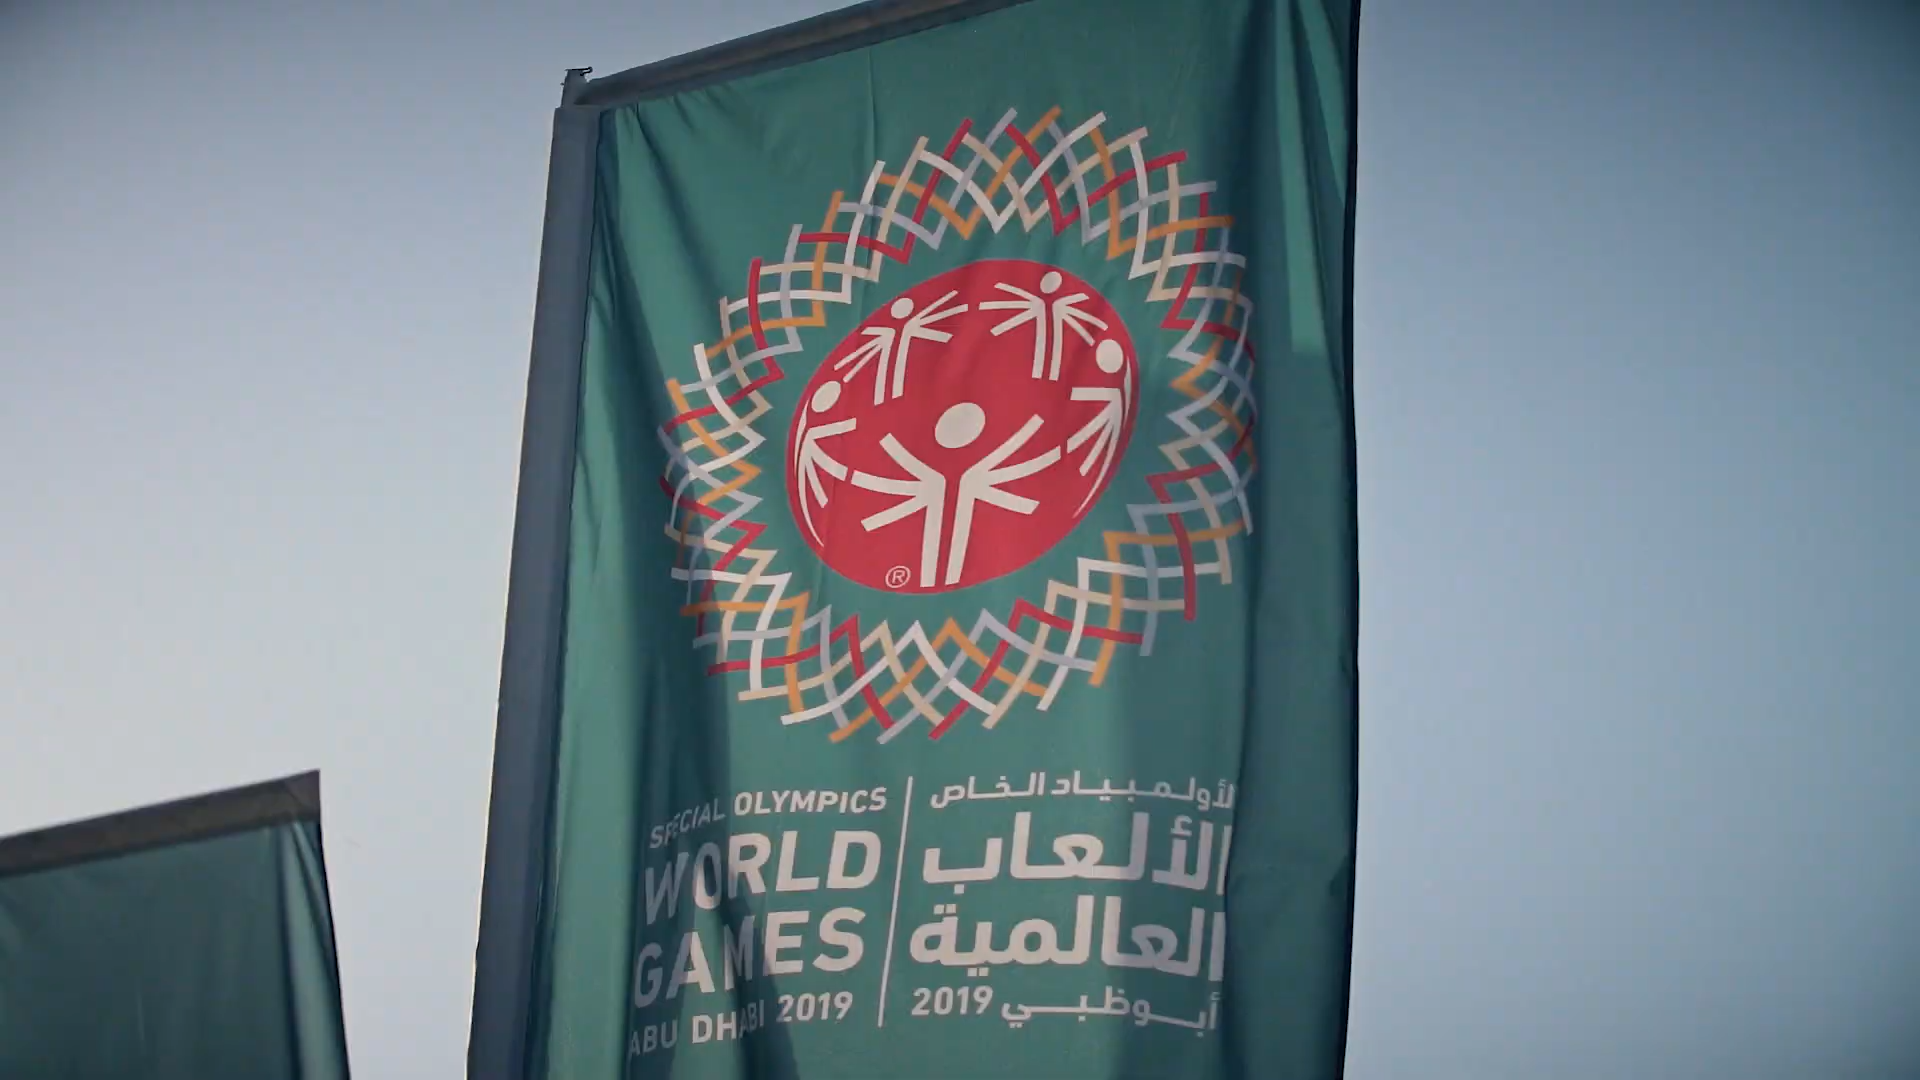 ®
SPECIAL OLYMPICS
WORLD
GAMES
ABU DHABI 2019
الأولمبياد الخاص
الألعاب
العالمية
أبوظبي 2019